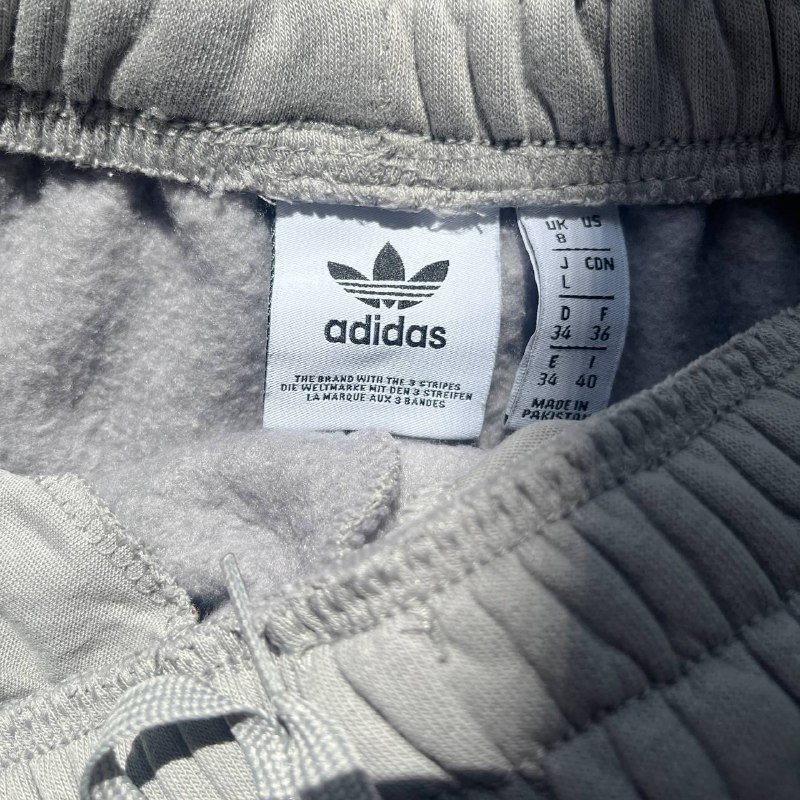 adidas
THE BRAND WITH THE 3 STRIPES
DIE WELTMARKE MIT DEN 3 STREIFEN
LA MARQUE AUX 3 BANDES
UK US
8
J CDN
L
D F
34 36
E I
34 40
MADE IN